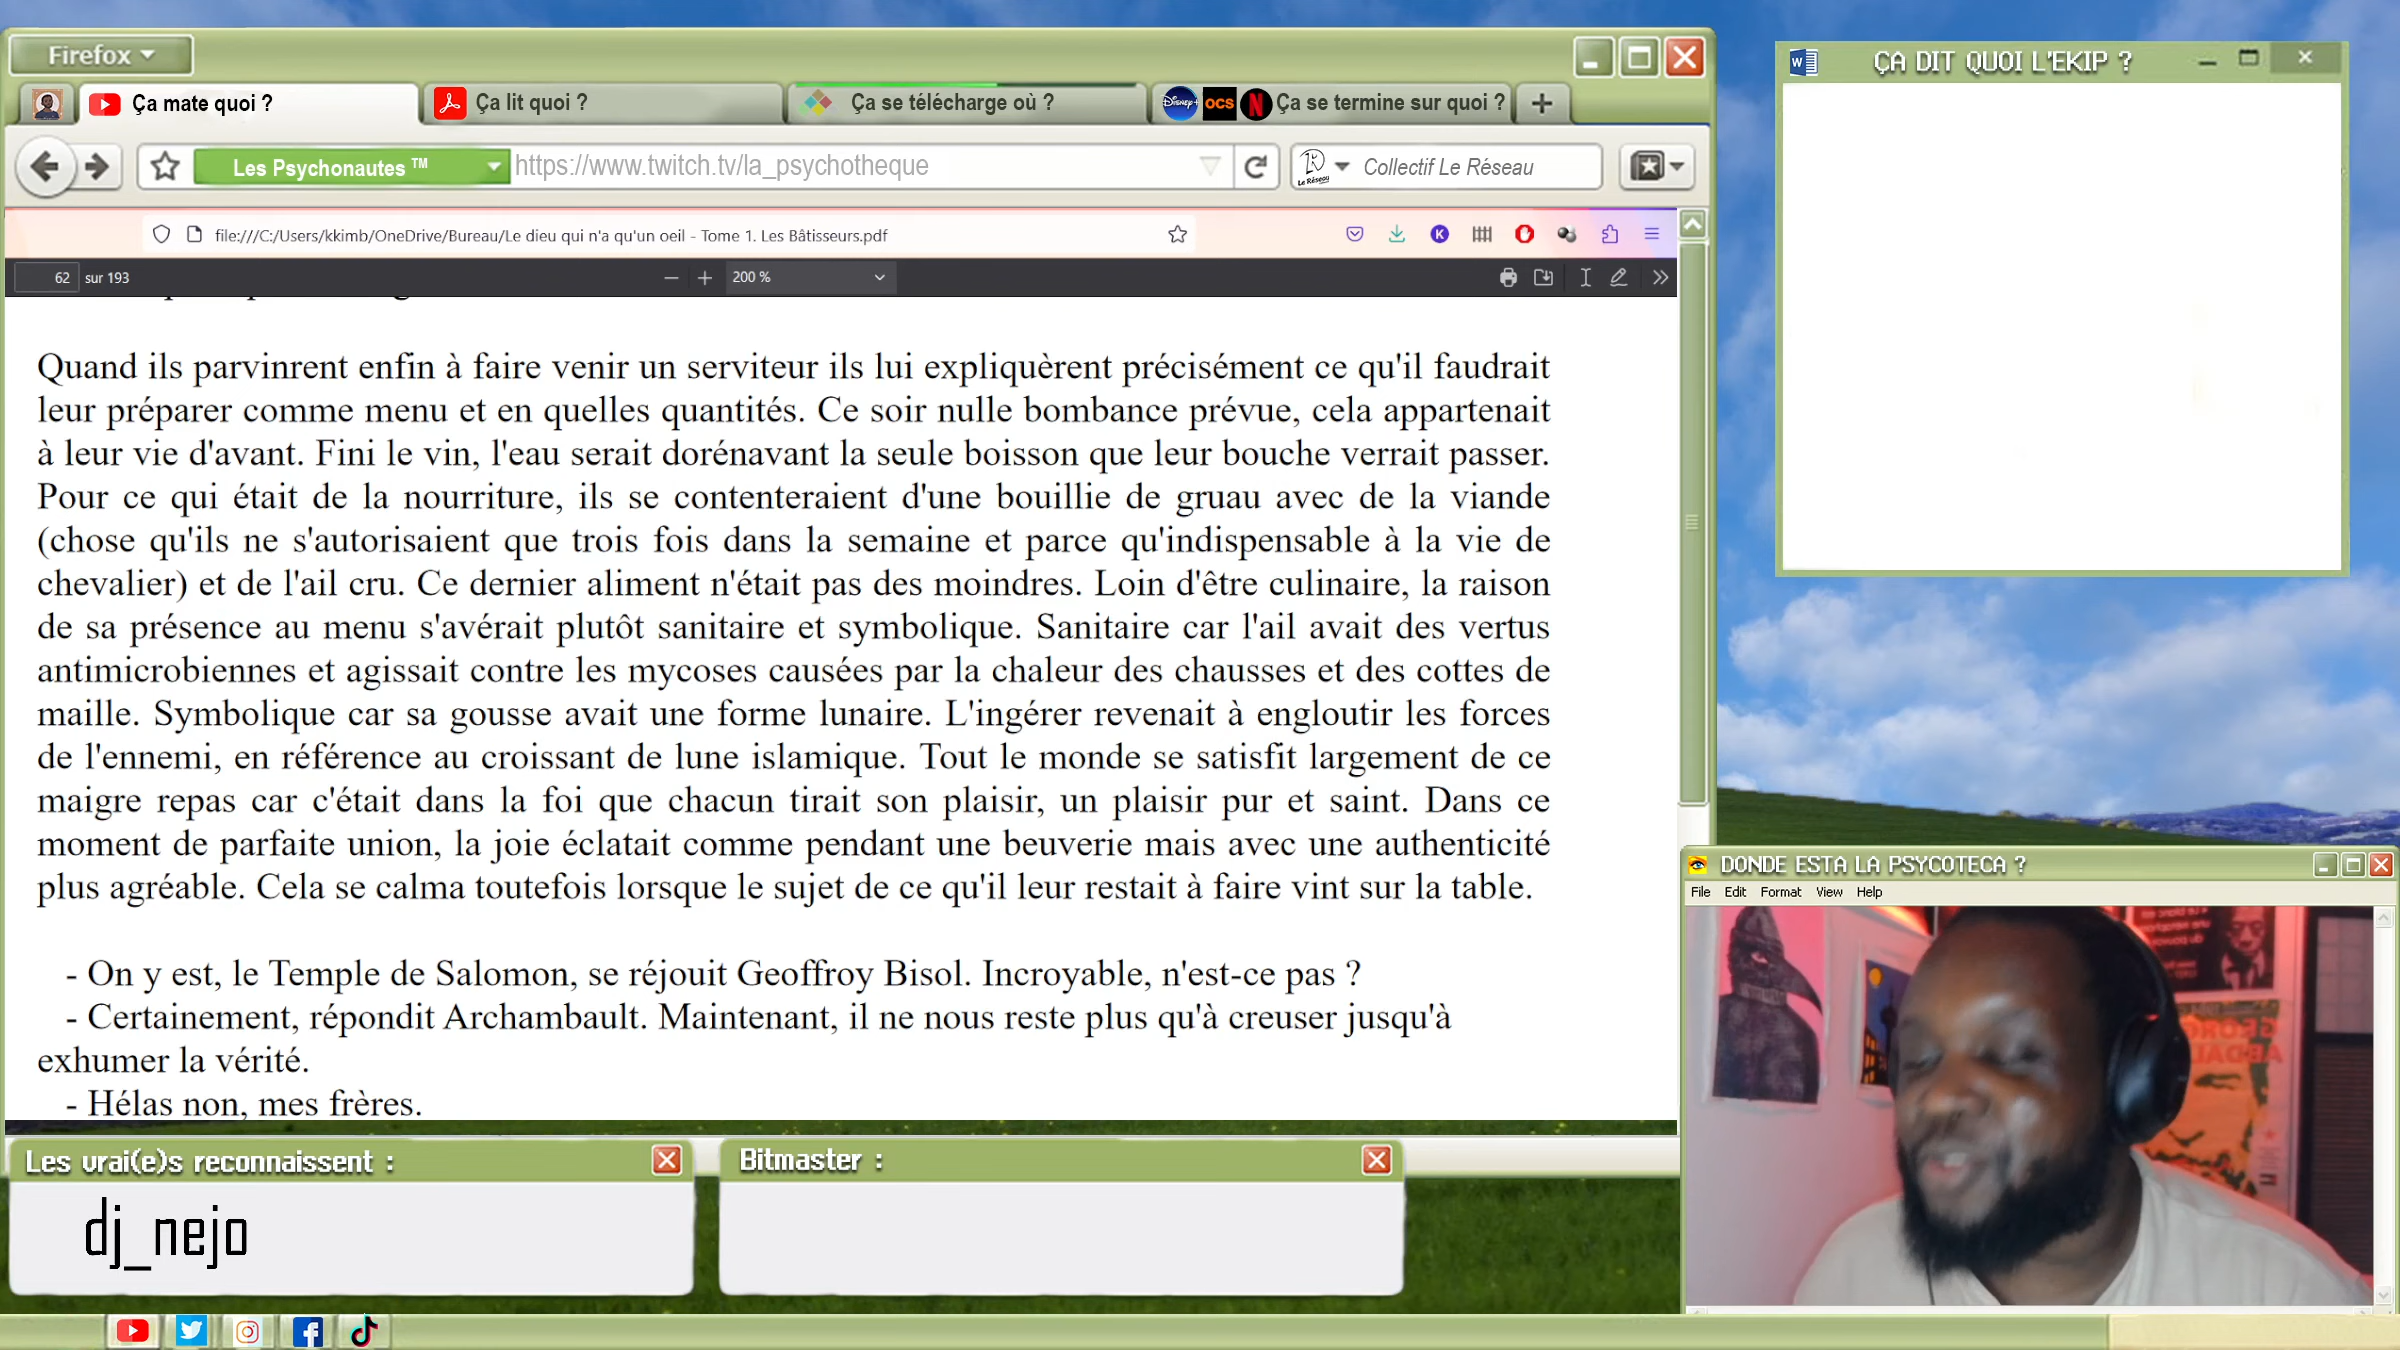 Firefox
ÇA DIT QUOI L'EKIP ?
Ça mate quoi ?
Ça lit quoi ?
Ça se télécharge où ?
Disney+ OCS N Ça se termine sur quoi ?
Les Psychonautes ™
https://www.twitch.tv/la_psychotheque
Le Réseau
Collectif Le Réseau
file:///C:/Users/kkimb/OneDrive/Bureau/Le dieu qui n'a qu'un oeil - Tome 1. Les Bâtisseurs.pdf
62 sur 193
200 %
Quand ils parvinrent enfin à faire venir un serviteur ils lui expliquèrent précisément ce qu'il faudrait
leur préparer comme menu et en quelles quantités. Ce soir nulle bombance prévue, cela appartenait
à leur vie d'avant. Fini le vin, l'eau serait dorénavant la seule boisson que leur bouche verrait passer.
Pour ce qui était de la nourriture, ils se contenteraient d'une bouillie de gruau avec de la viande
(chose qu'ils ne s'autorisaient que trois fois dans la semaine et parce qu'indispensable à la vie de
chevalier) et de l'ail cru. Ce dernier aliment n'était pas des moindres. Loin d'être culinaire, la raison
de sa présence au menu s'avérait plutôt sanitaire et symbolique. Sanitaire car l'ail avait des vertus
antimicrobiennes et agissait contre les mycoses causées par la chaleur des chausses et des cottes de
maille. Symbolique car sa gousse avait une forme lunaire. L'ingérer revenait à engloutir les forces
de l'ennemi, en référence au croissant de lune islamique. Tout le monde se satisfit largement de ce
maigre repas car c'était dans la foi que chacun tirait son plaisir, un plaisir pur et saint. Dans ce
moment de parfaite union, la joie éclatait comme pendant une beuverie mais avec une authenticité
plus agréable. Cela se calma toutefois lorsque le sujet de ce qu'il leur restait à faire vint sur la table.
- On y est, le Temple de Salomon, se réjouit Geoffroy Bisol. Incroyable, n'est-ce pas ?
- Certainement, répondit Archambault. Maintenant, il ne nous reste plus qu'à creuser jusqu'à
exhumer la vérité.
- Hélas non, mes frères.
DONDE ESTA LA PSYCOTECA ?
File Edit Format View Help
Les vrai(e)s reconnaissent :
dj_nejo
Bitmaster :